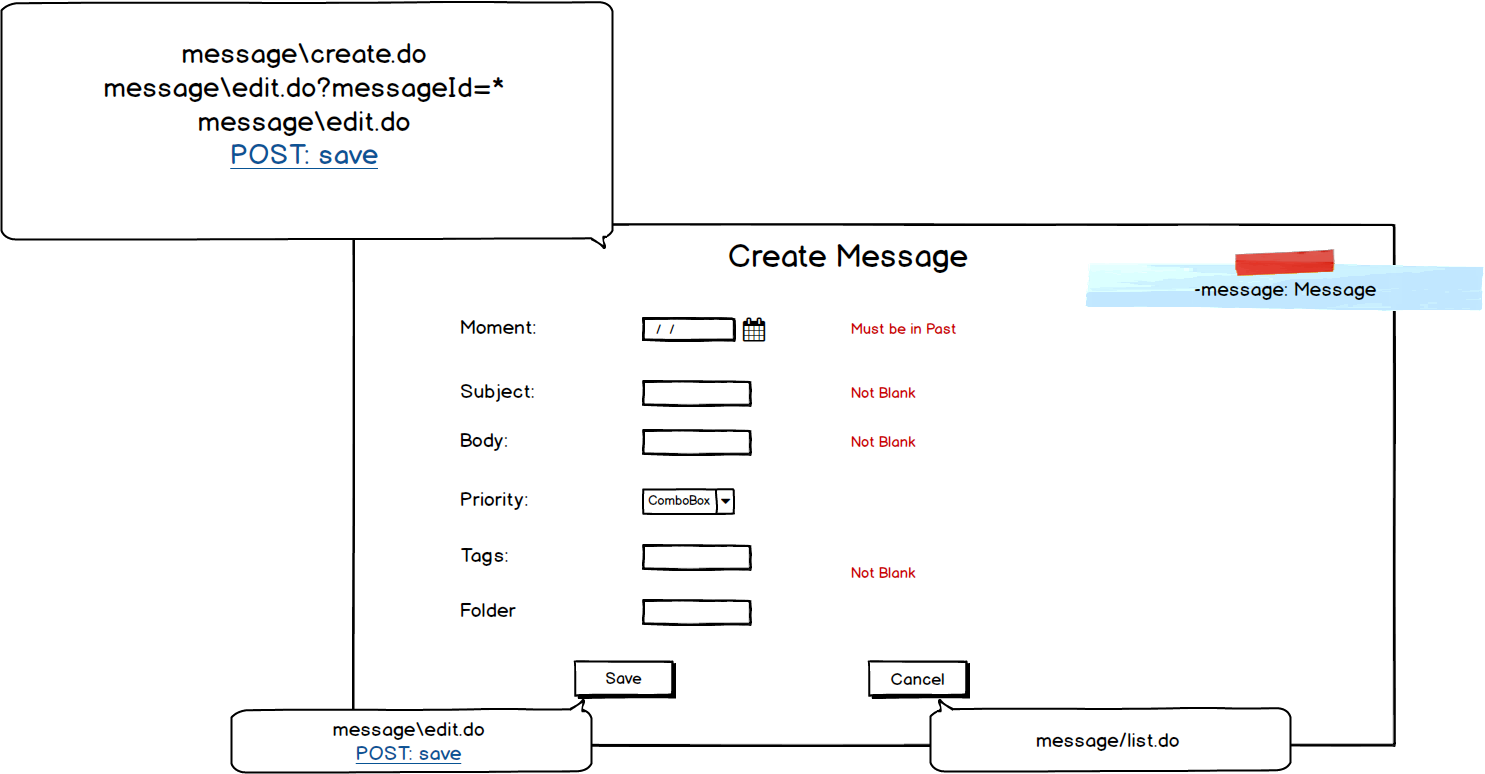 message\create.do
message\edit.do?messageId=*
message\edit.do
POST: save
Create Message
-message: Message
Moment: / / Must be in Past
Subject: Not Blank
Body: Not Blank
Priority: ComboBox
Tags:
Not Blank
Folder
Save Cancel
message\edit.do
POST: save
message/list.do